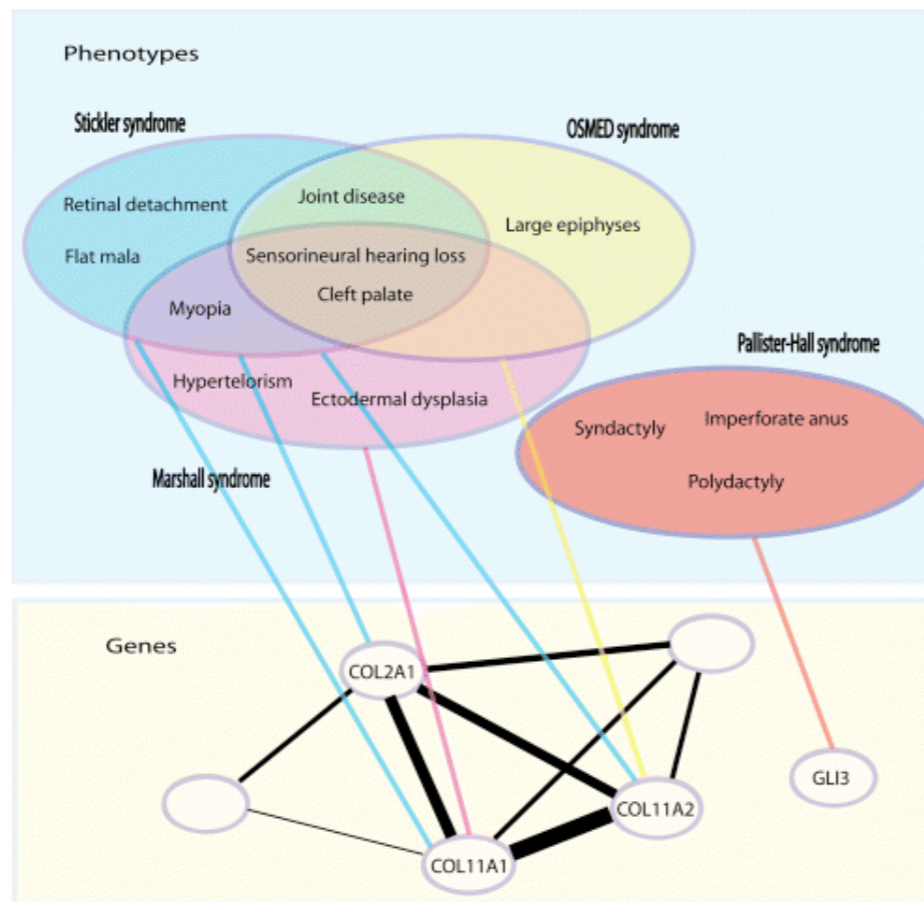 Phenotypes
Stickler syndrome
OSMED syndrome
Retinal detachment
Joint disease
Large epiphyses
Flat mala
Sensorineural hearing loss
Cleft palate
Myopia
Pallister-Hall syndrome
Hypertelorism
Ectodermal dysplasia
Syndactyly
Imperforate anus
Marshall syndrome
Polydactyly
Genes
COL2A1
GLI3
COL11A2
COL11A1